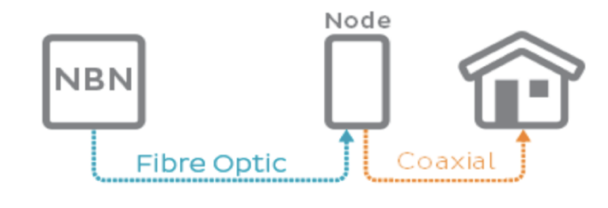 Node
NBN
Fibre Optic
Coaxial